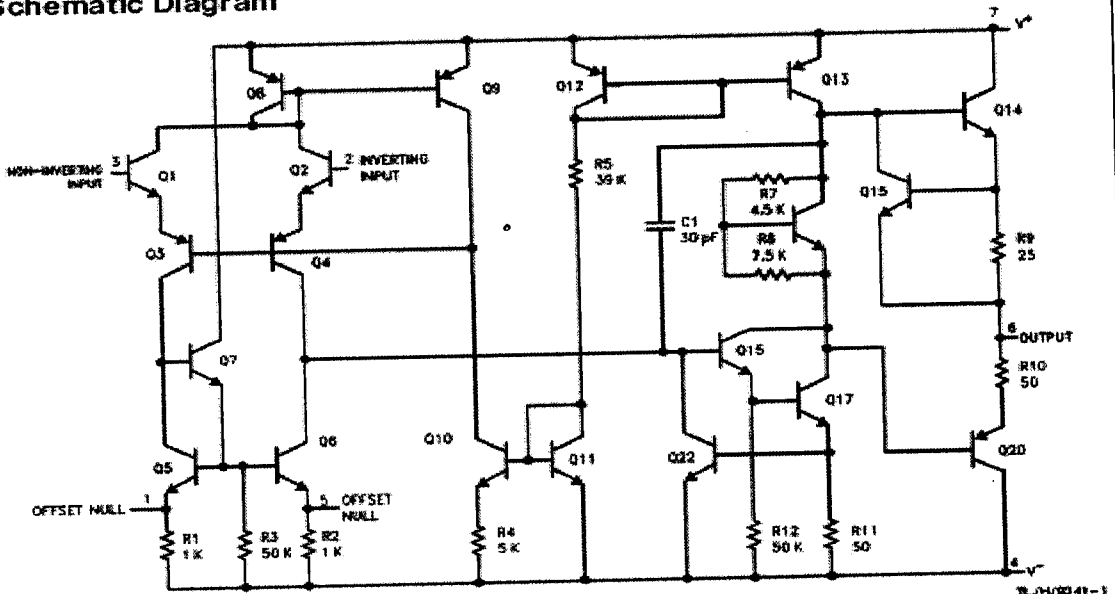 Schematic Diagram
7
V+
Q8
Q9
Q12
Q13
Q14
NON-INVERTING
INPUT
3
Q1
Q2
2
INVERTING
INPUT
R5
39 K
R7
4.5 K
Q15
C1
30 pF
R8
7.5 K
R9
25
Q3
Q4
Q7
Q15
6
OUTPUT
R10
50
Q17
Q5
Q6
Q10
Q11
Q22
Q20
OFFSET NULL
1
5
OFFSET
NULL
R1
1 K
R3
50 K
R2
1 K
R4
5 K
R12
50 K
R11
50
4
V-